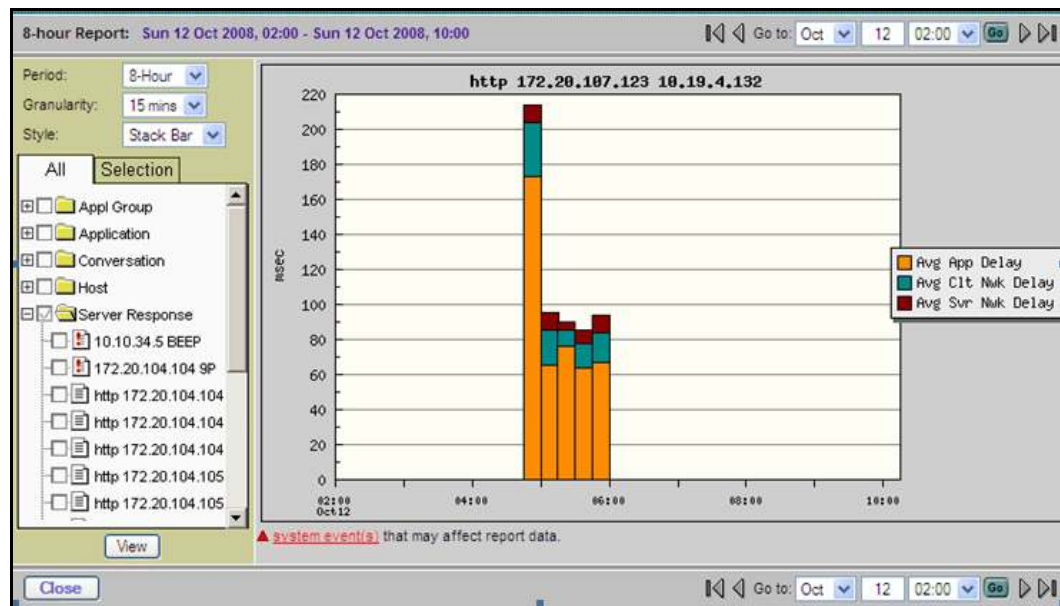 8-hour Report: Sun 12 Oct 2008, 02:00 - Sun 12 Oct 2008, 10:00
Go to: Oct 12 02:00 Go
Period: 8-Hour
Granularity: 15 mins
Style: Stack Bar
All Selection
Appl Group
Application
Conversation
Host
Server Response
10.10.34.5 BEEP
172.20.104.104 9P
http 172.20.104.104
http 172.20.104.104
http 172.20.104.104
http 172.20.104.105
http 172.20.104.105
View
http 172.20.107.123 10.19.4.132
220
200
180
160
140
120
100
80
60
40
20
0
msec
02:00 04:00 06:00 08:00 10:00
Oct12
Avg App Delay
Avg Clt Nwk Delay
Avg Svr Nwk Delay
system event(s) that may affect report data.
Close
Go to: Oct 12 02:00 Go